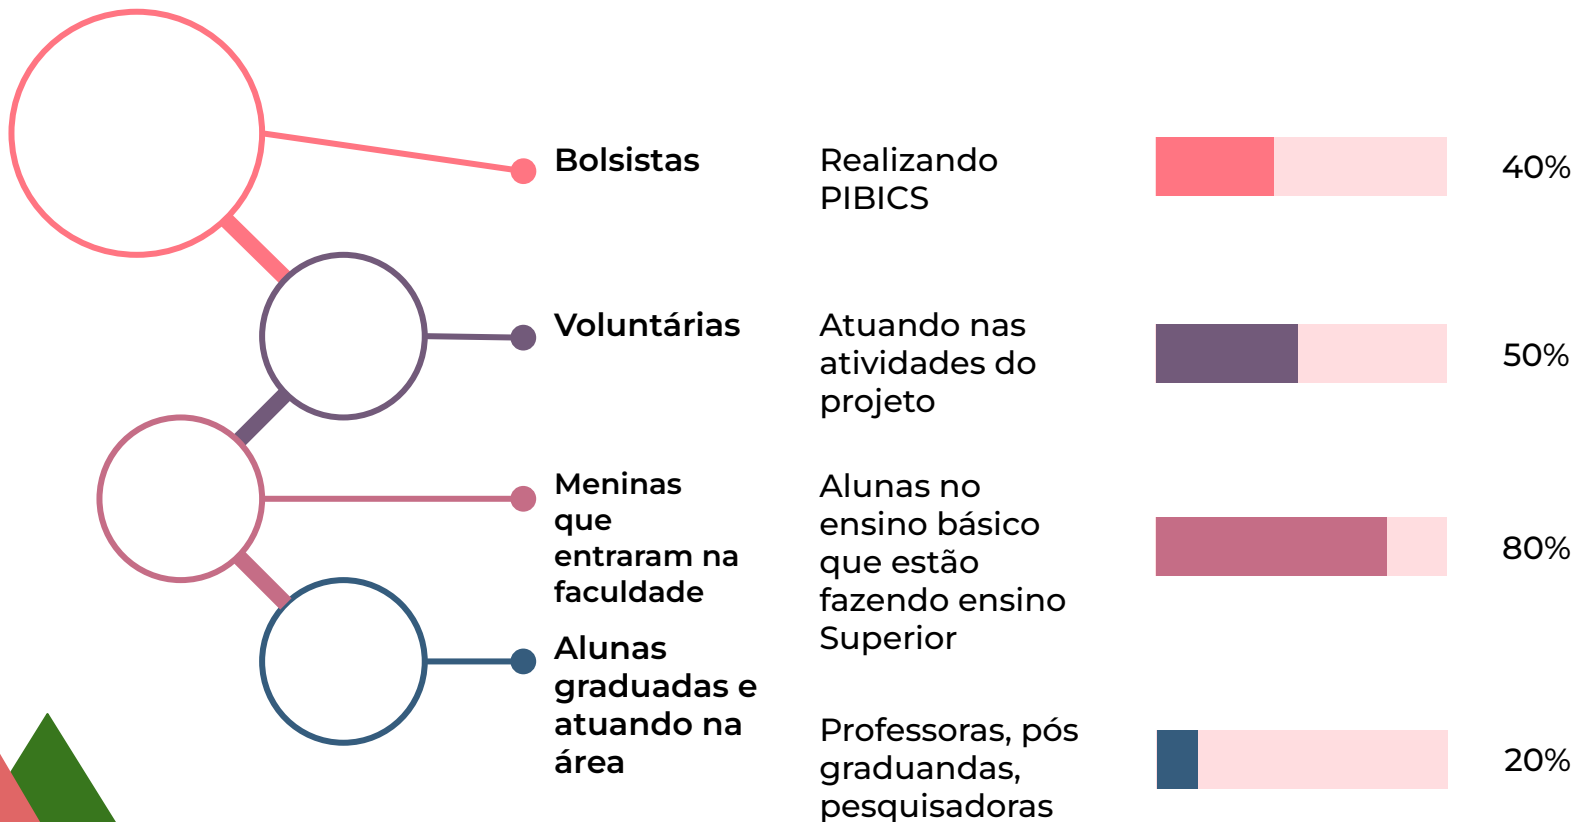 Bolsistas
Realizando
PIBICS
40%
Voluntárias
Atuando nas
atividades do
projeto
50%
Meninas
que
entraram na
faculdade
Alunas no
ensino básico
que estão
fazendo ensino
Superior
80%
Alunas
graduadas e
atuando na
área
Professoras, pós
graduandas,
pesquisadoras
20%